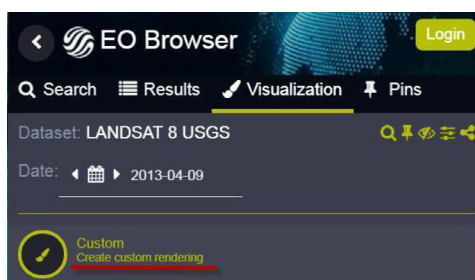 EO Browser
Login
Search Results Visualization Pins
Dataset: LANDSAT 8 USGS
Date: 2013-04-09
Custom
Create custom rendering